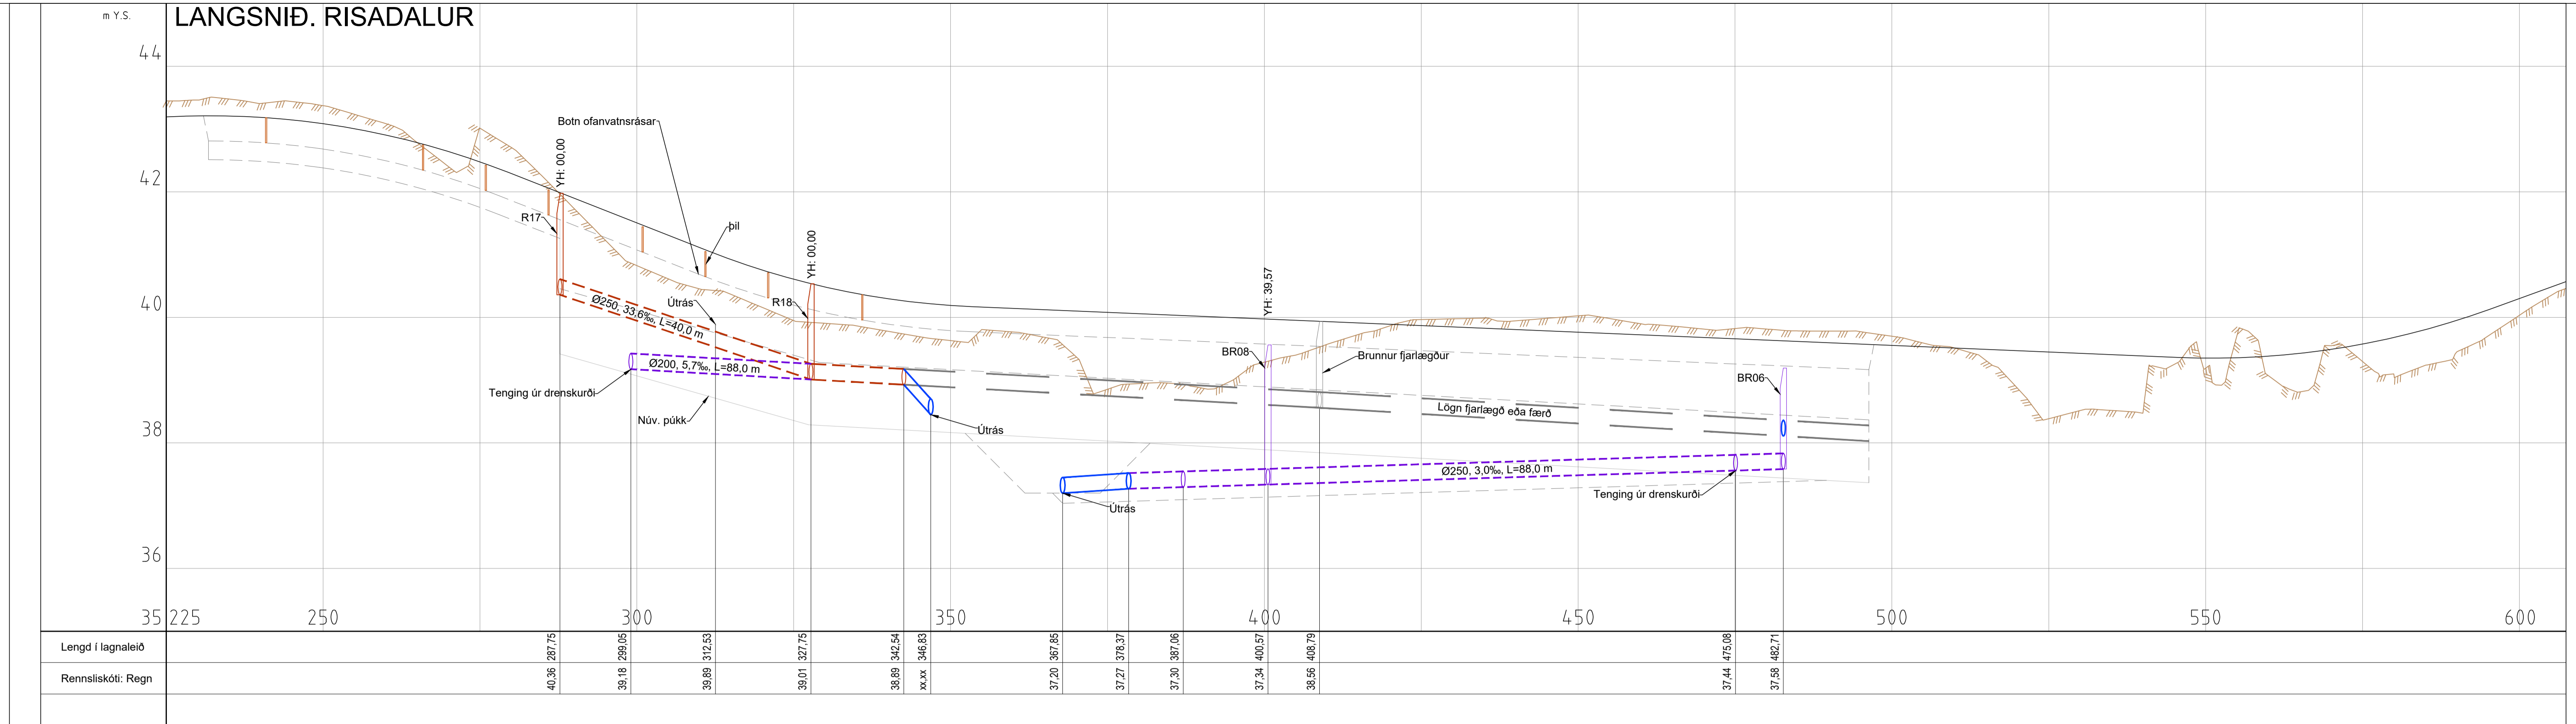 m Y.S.
LANGSNIÐ. RISADALUR
44
42
40
38
36
35
225
250
300
350
400
450
500
550
600
Botn ofanvatnsrásar
YH: 00,00
R17
þil
YH: 00,00
Útrás
R18
Ø250, 33,6‰, L=40,0 m
YH: 39,57
BR08
Brunnur fjarlægður
Ø200, 5,7‰, L=88,0 m
Tenging úr drenskurði
Núv. púkk
Útrás
BR06
Lögn fjarlægð eða færð
Ø250, 3,0‰, L=88,0 m
Tenging úr drenskurði
Útrás
Lengd í lagnaleið
287,75
299,05
312,53
327,75
342,54
346,83
367,85
378,37
387,06
400,57
408,79
475,08
482,71
Rennsliskóti: Regn
40,36
39,18
39,89
39,01
38,89
xx,xx
37,20
37,27
37,30
37,34
38,56
37,44
37,58